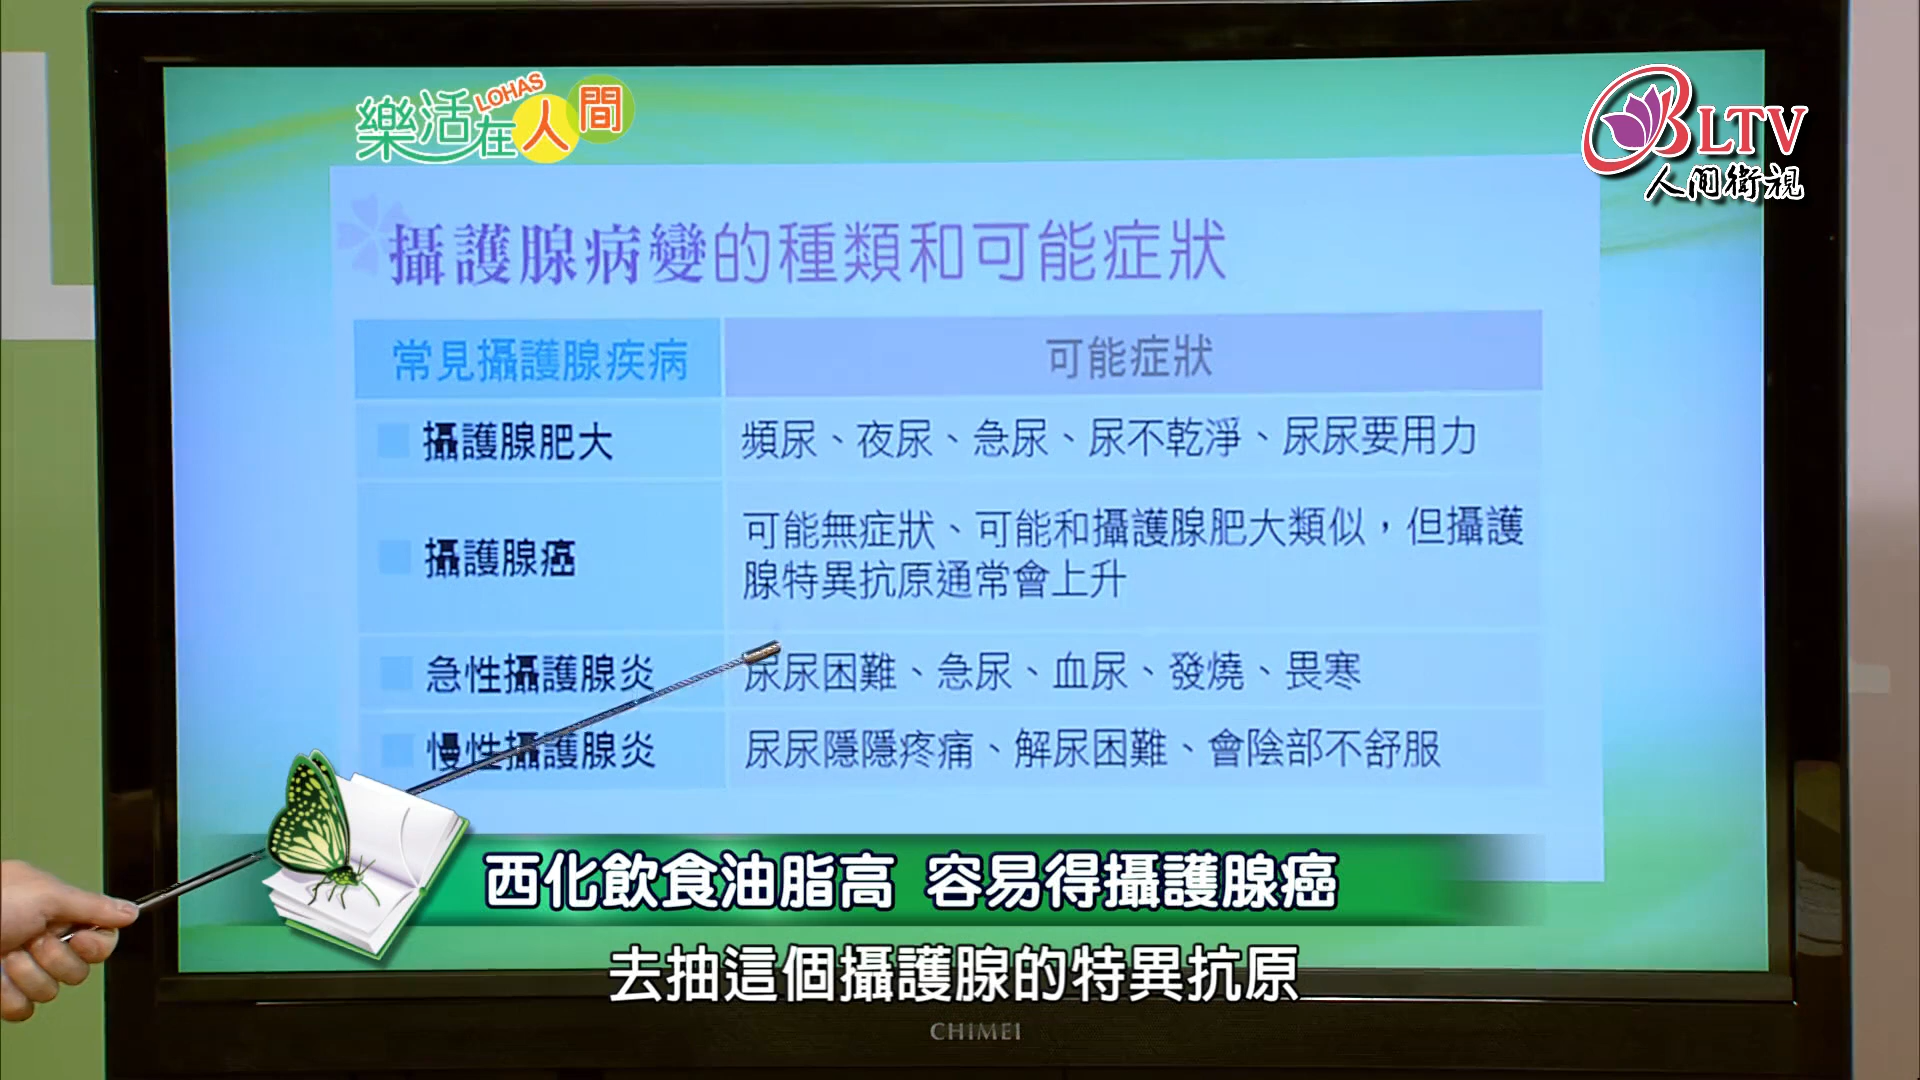 樂活在人間
LOHAS
BLTV
人間衛視
攝護腺病變的種類和可能症狀
常見攝護腺疾病 可能症狀
攝護腺肥大 頻尿、夜尿、急尿、尿不乾淨、尿尿要用力
攝護腺癌 可能無症狀、可能和攝護腺肥大類似，但攝護
腺特異抗原通常會上升
急性攝護腺炎 尿尿困難、急尿、血尿、發燒、畏寒
慢性攝護腺炎 尿尿隱隱疼痛、解尿困難、會陰部不舒服
西化飲食油脂高 容易得攝護腺癌
去抽這個攝護腺的特異抗原
CHIMEI